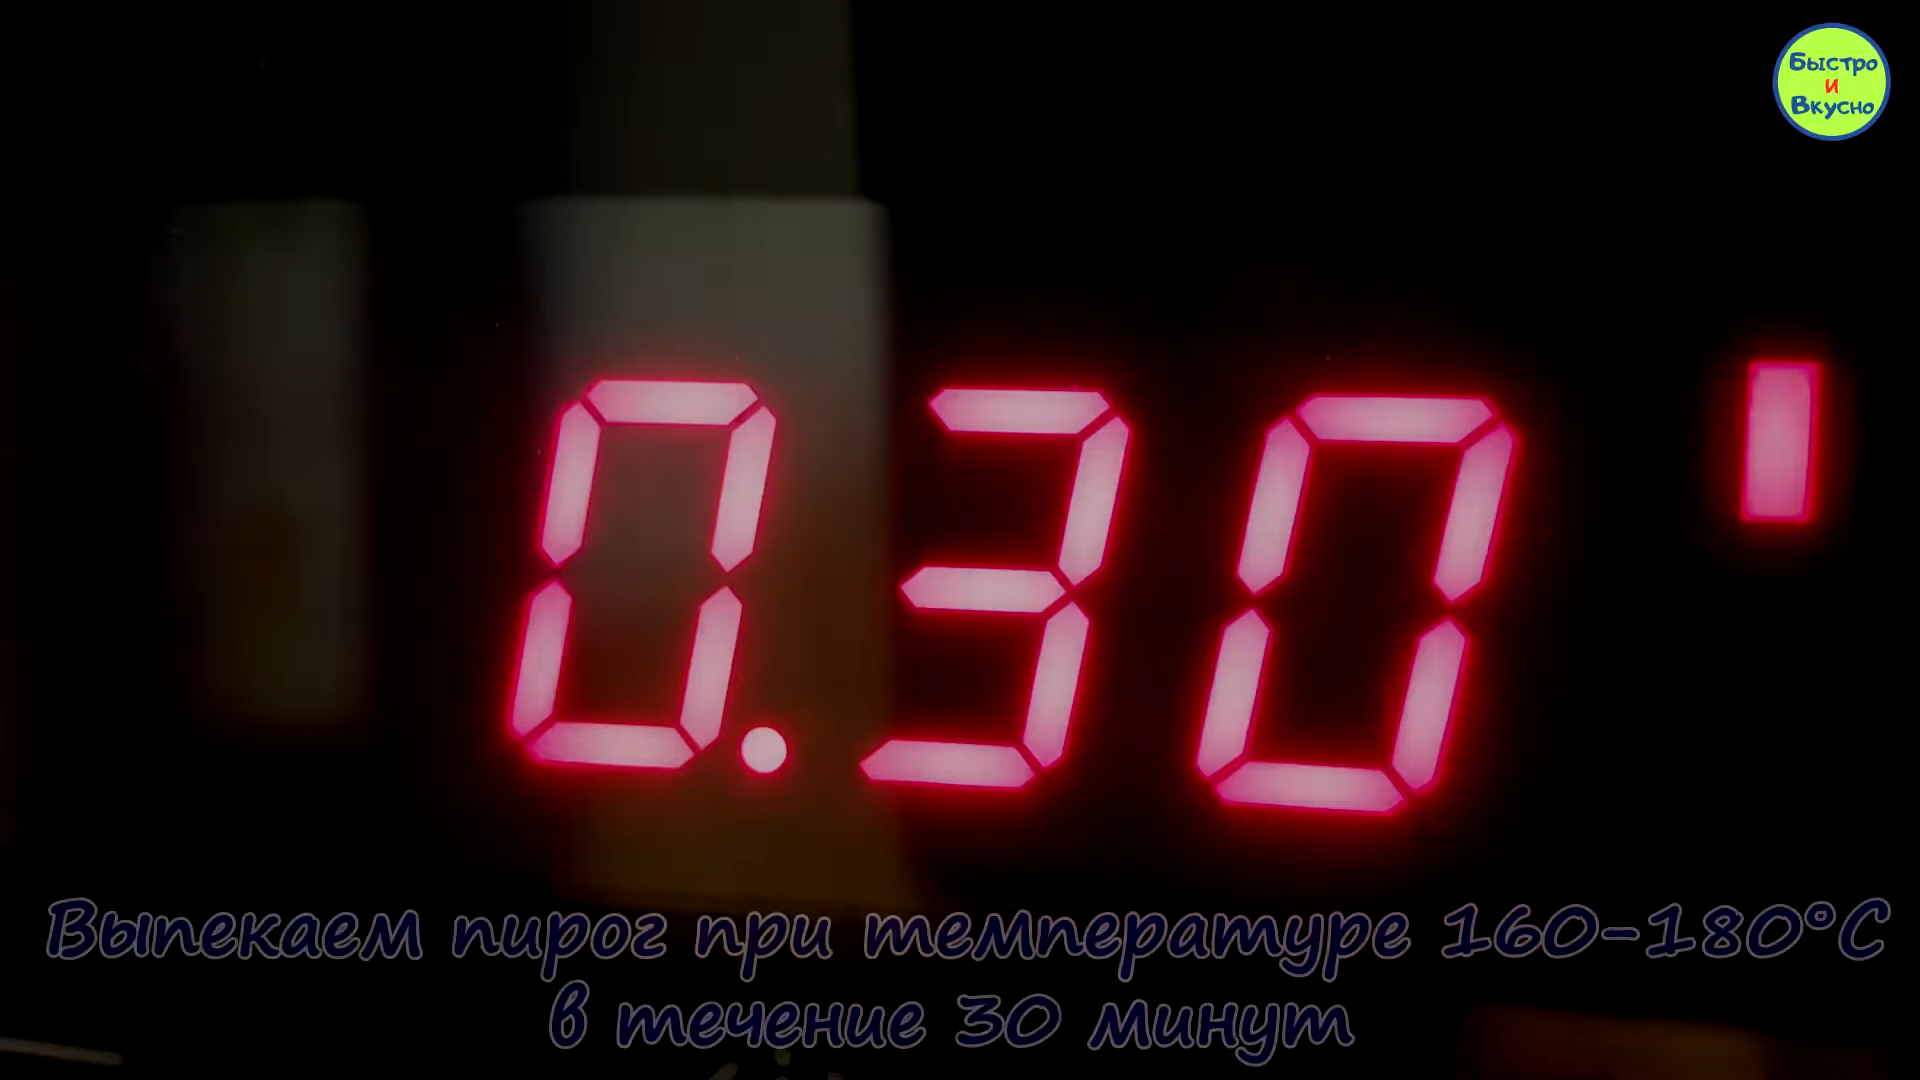 Быстро
и
Вкусно
0.30'
Выпекаем пирог при температуре 160-180°C
в течение 30 минут